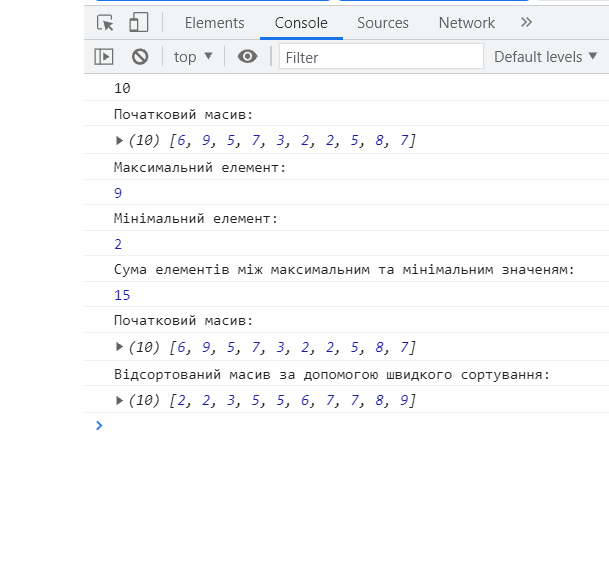 Elements Console Sources Network »
top ▼ Filter Default levels ▼
10
Початковий масив:
▶ (10) [6, 9, 5, 7, 3, 2, 2, 5, 8, 7]
Максимальний елемент:
9
Мінімальний елемент:
2
Сума елементів між максимальним та мінімальним значеням:
15
Початковий масив:
▶ (10) [6, 9, 5, 7, 3, 2, 2, 5, 8, 7]
Відсортований масив за допомогою швидкого сортування:
▶ (10) [2, 2, 3, 5, 5, 6, 7, 7, 8, 9]